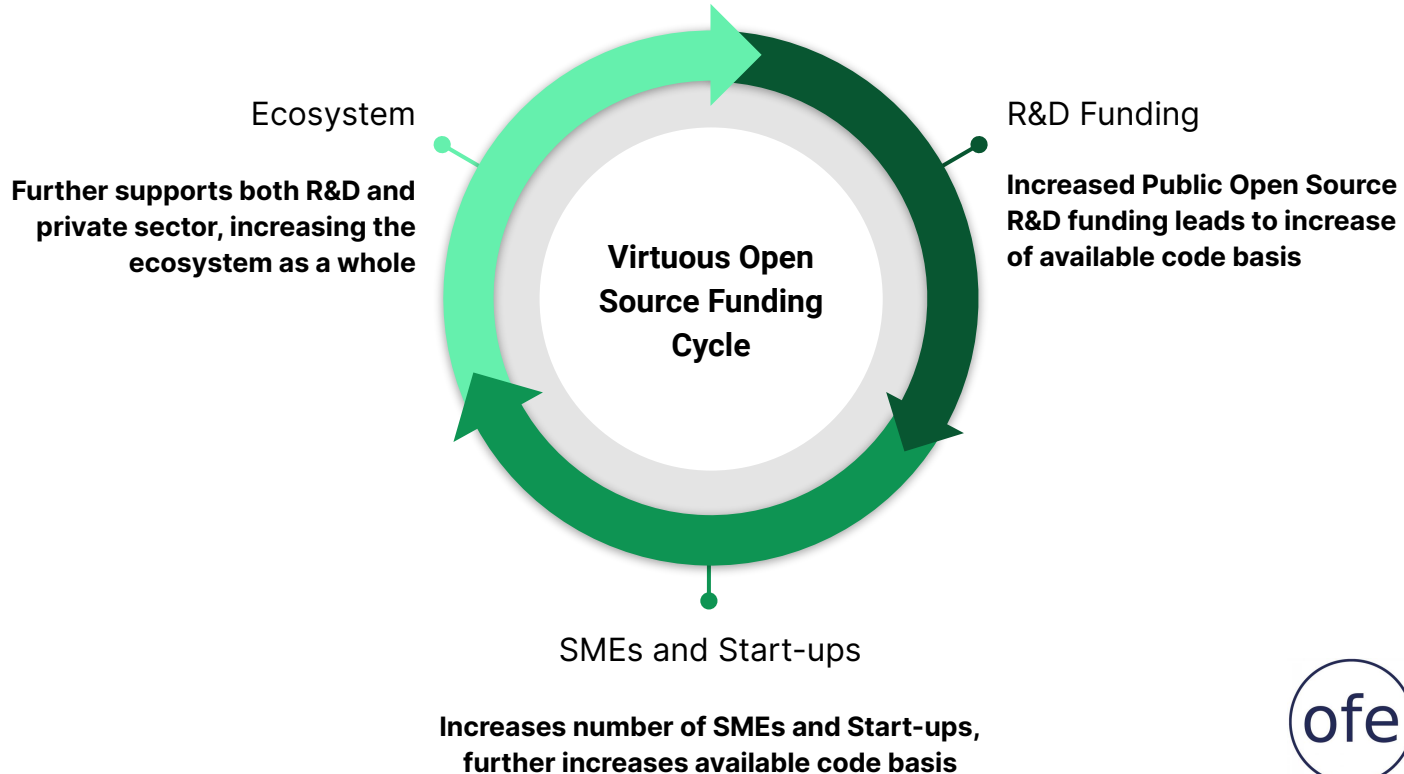 Ecosystem
Further supports both R&D and
private sector, increasing the
ecosystem as a whole
Virtuous Open
Source Funding
Cycle
R&D Funding
Increased Public Open Source
R&D funding leads to increase
of available code basis
SMEs and Start-ups
Increases number of SMEs and Start-ups,
further increases available code basis
ofe